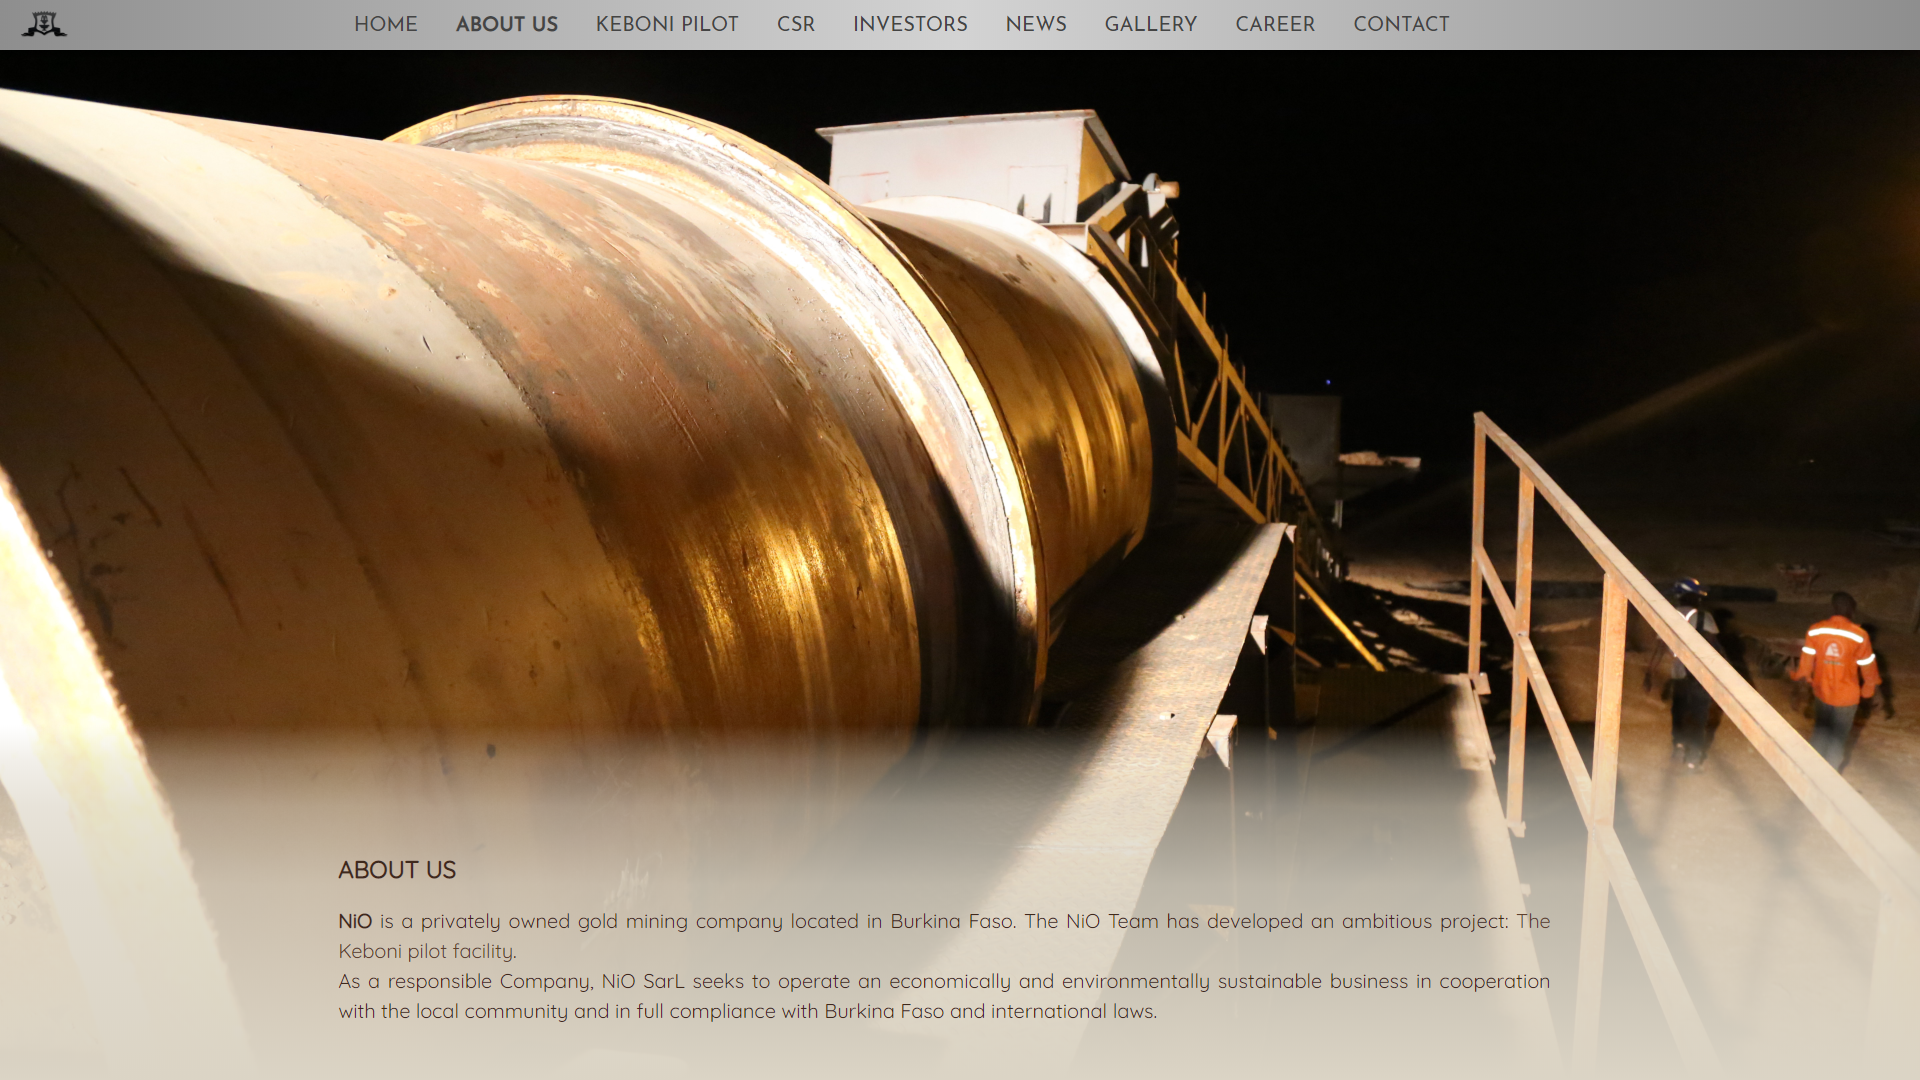 HOME ABOUT US KEBONI PILOT CSR INVESTORS NEWS GALLERY CAREER CONTACT
ABOUT US
NiO is a privately owned gold mining company located in Burkina Faso. The NiO Team has developed an ambitious project: The
Keboni pilot facility.
As a responsible Company, NiO SarL seeks to operate an economically and environmentally sustainable business in cooperation
with the local community and in full compliance with Burkina Faso and international laws.